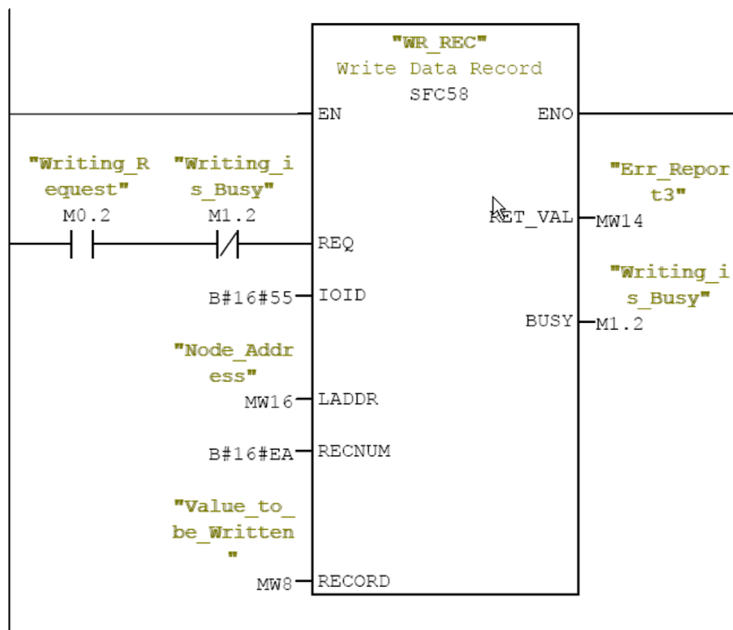 "WR_REC"
Write Data Record
SFC58
EN
ENO
"Writing_R
equest"
M0.2
"Writing_i
s_Busy"
M1.2
REQ
"Err_Repor
t3"
RET_VAL
MW14
B#16#55
IOID
"Writing_i
s_Busy"
BUSY
M1.2
"Node_Addr
ess"
MW16
LADDR
B#16#EA
RECNUM
"Value_to_
be_Written
"
MW8
RECORD